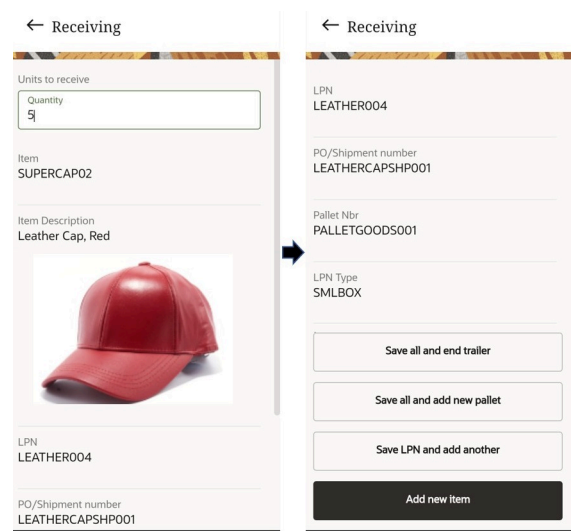 ← Receiving
Units to receive
Quantity
5
Item
SUPERCAP02
Item Description
Leather Cap, Red
LPN
LEATHER004
PO/Shipment number
LEATHERCAPSHP001
← Receiving
LPN
LEATHER004
PO/Shipment number
LEATHERCAPSHP001
Pallet Nbr
PALLETGOODS001
LPN Type
SMLBOX
Save all and end trailer
Save all and add new pallet
Save LPN and add another
Add new item